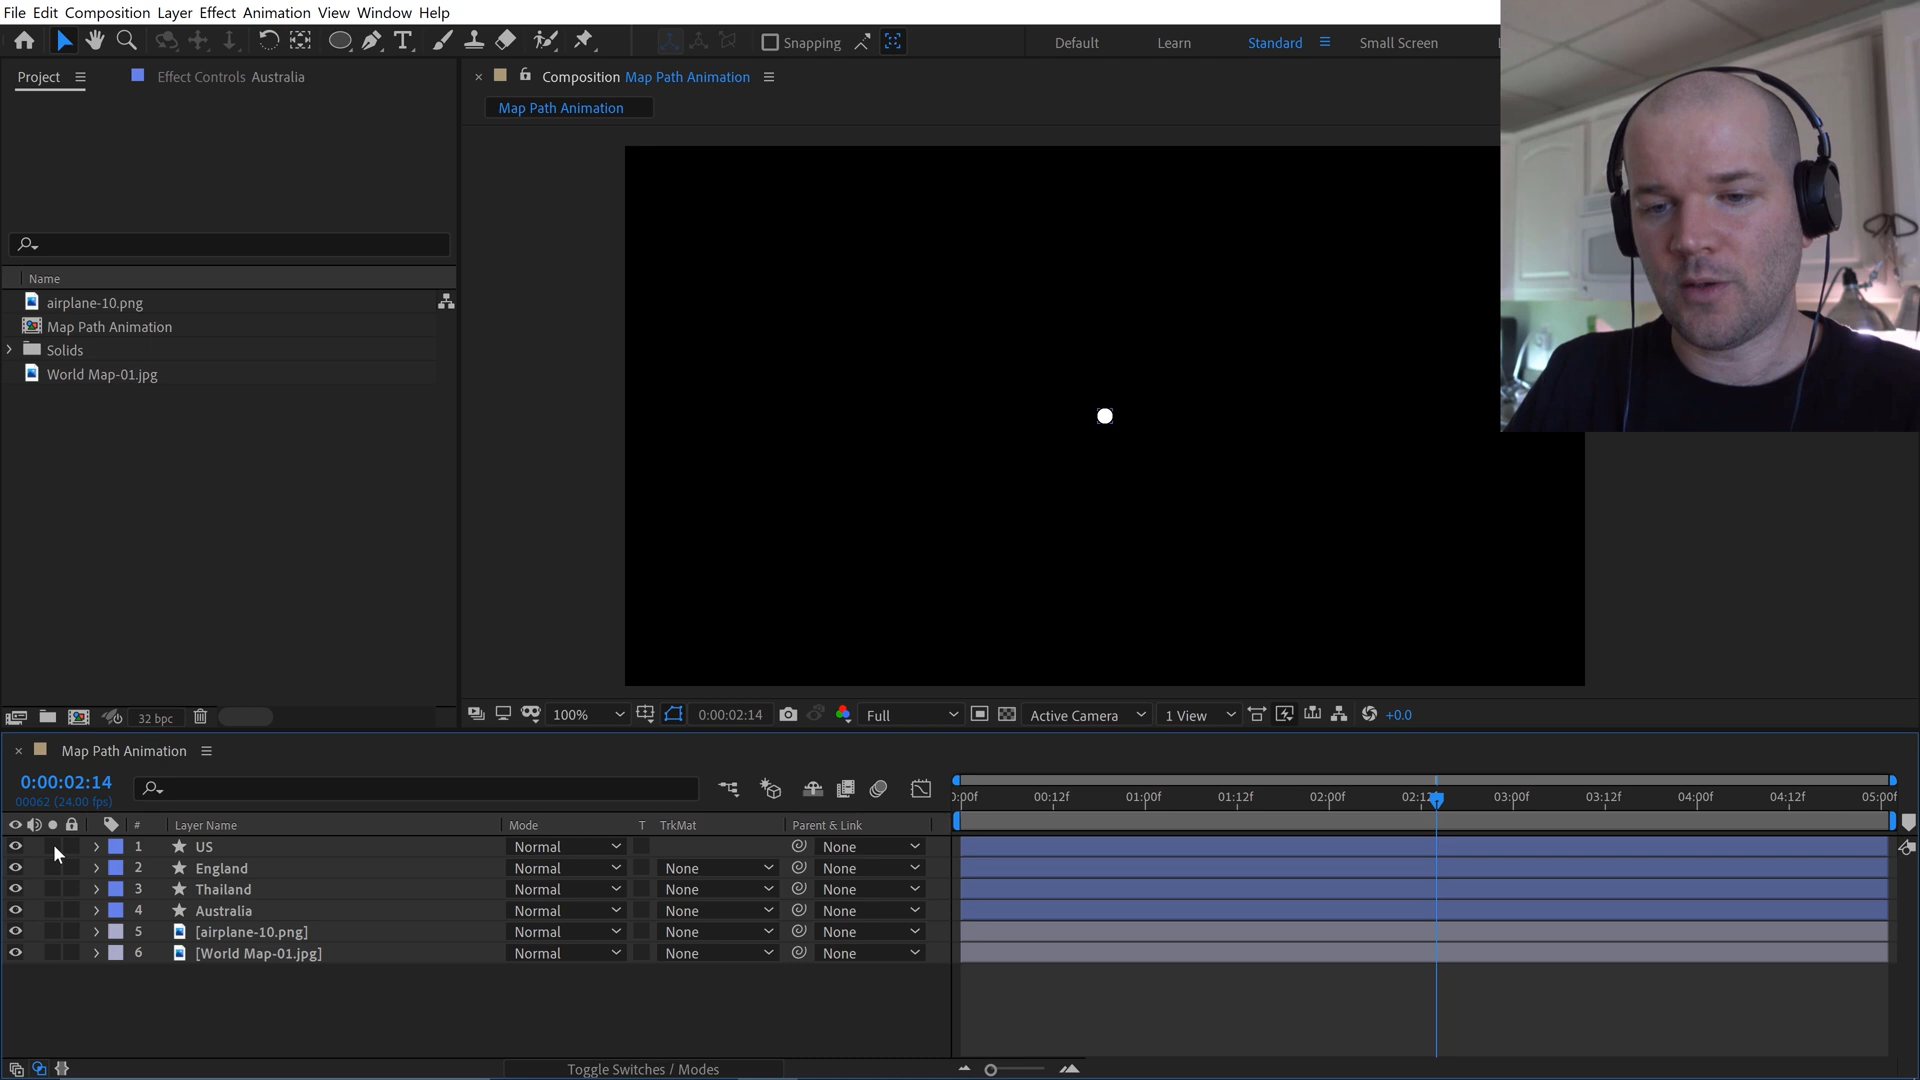 File Edit Composition Layer Effect Animation View Window Help
Snapping
Default Learn Standard Small Screen
Project Effect Controls Australia
Composition Map Path Animation
Map Path Animation
Name
airplane-10.png
Map Path Animation
Solids
World Map-01.jpg
32 bpc
100% 0:00:02:14 Full Active Camera 1 View +0.0
Map Path Animation
0:00:02:14
00062 (24.00 fps)
0:00f 00:12f 01:00f 01:12f 02:00f 02:12f 03:00f 03:12f 04:00f 04:12f 05:00f
# Layer Name Mode T TrkMat Parent & Link
1 US Normal None
2 England Normal None None
3 Thailand Normal None None
4 Australia Normal None None
5 [airplane-10.png] Normal None None
6 [World Map-01.jpg] Normal None None
Toggle Switches / Modes